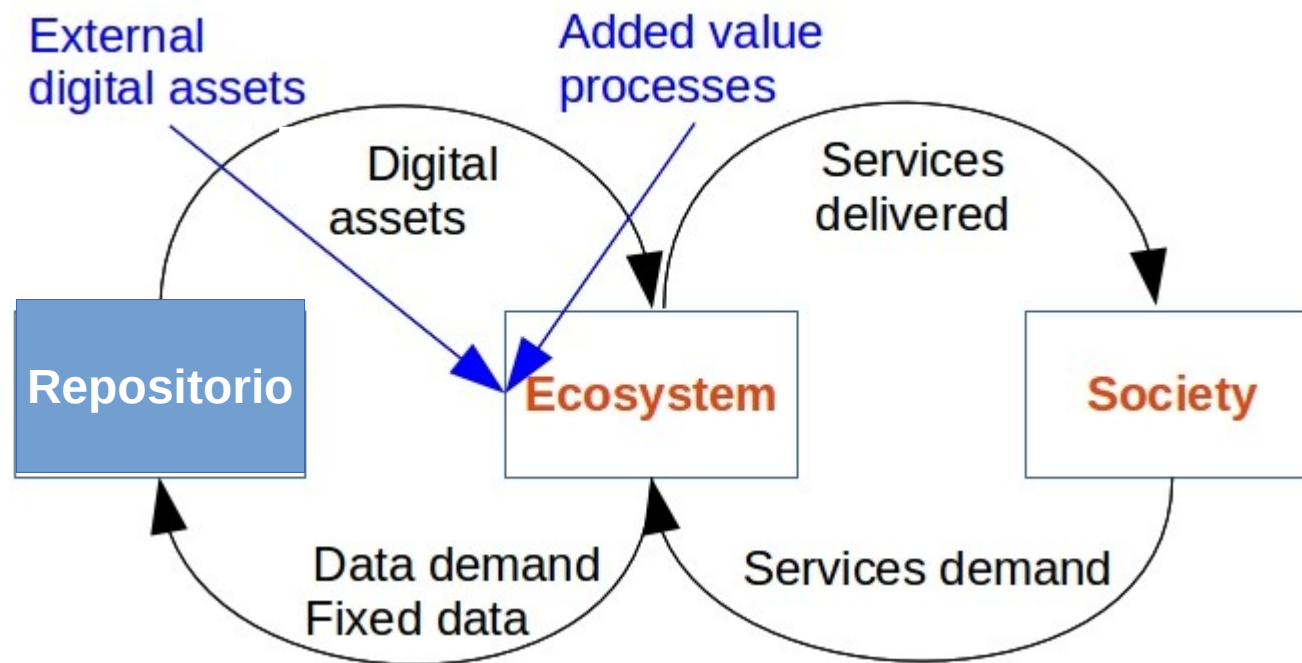 External
digital assets
Added value
processes
Digital
assets
Services
delivered
Repositorio
Ecosystem
Society
Data demand
Fixed data
Services demand